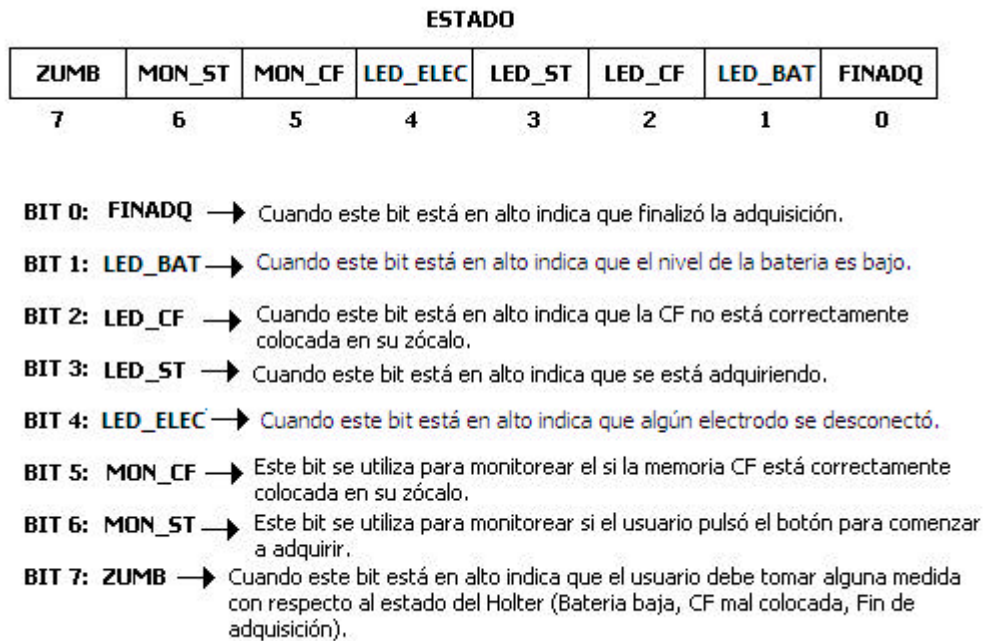 ESTADO
ZUMB MON_ST MON_CF LED_ELEC LED_ST LED_CF LED_BAT FINADQ
7 6 5 4 3 2 1 0
BIT 0: FINADQ → Cuando este bit está en alto indica que finalizó la adquisición.
BIT 1: LED_BAT → Cuando este bit está en alto indica que el nivel de la bateria es bajo.
BIT 2: LED_CF → Cuando este bit está en alto indica que la CF no está correctamente
colocada en su zócalo.
BIT 3: LED_ST → Cuando este bit está en alto indica que se está adquiriendo.
BIT 4: LED_ELEC → Cuando este bit está en alto indica que algún electrodo se desconectó.
BIT 5: MON_CF → Este bit se utiliza para monitorear el si la memoria CF está correctamente
colocada en su zócalo.
BIT 6: MON_ST → Este bit se utiliza para monitorear si el usuario pulsó el botón para comenzar
a adquirir.
BIT 7: ZUMB → Cuando este bit está en alto indica que el usuario debe tomar alguna medida
con respecto al estado del Holter (Bateria baja, CF mal colocada, Fin de
adquisición).